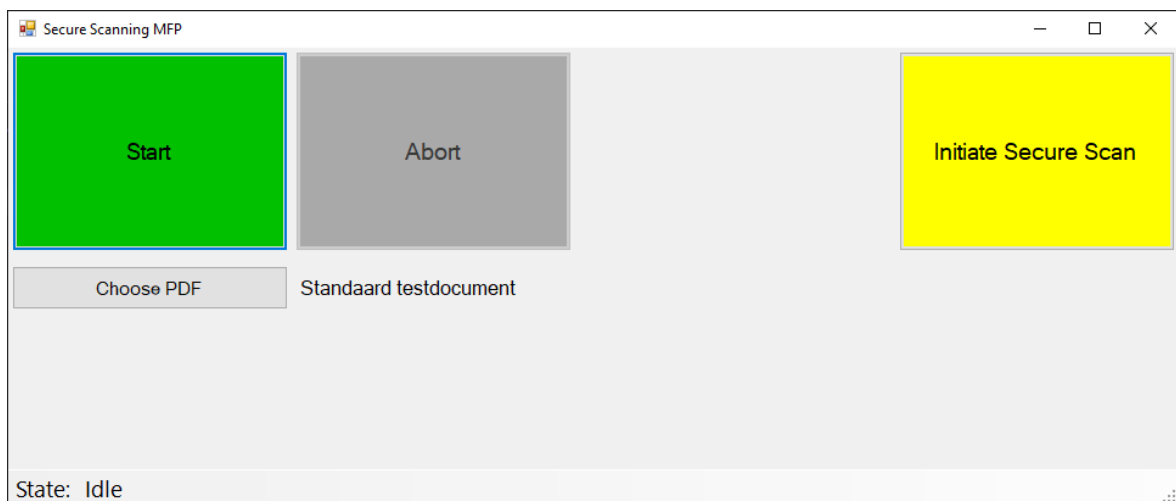 Secure Scanning MFP
Start
Abort
Initiate Secure Scan
Choose PDF
Standaard testdocument
State: Idle